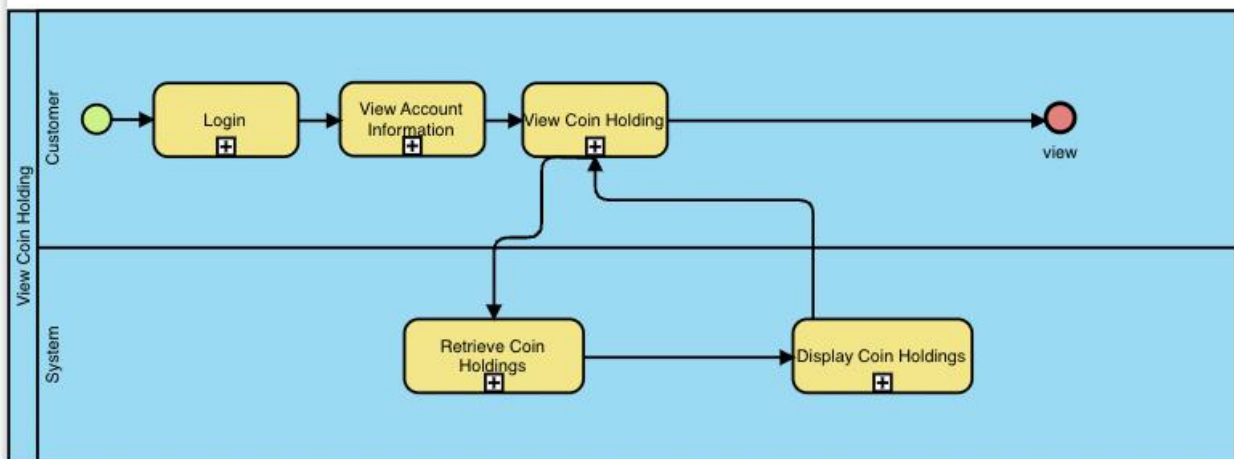 View Coin Holding
Customer
Login
View Account
Information
View Coin Holding
view
System
Retrieve Coin
Holdings
Display Coin Holdings